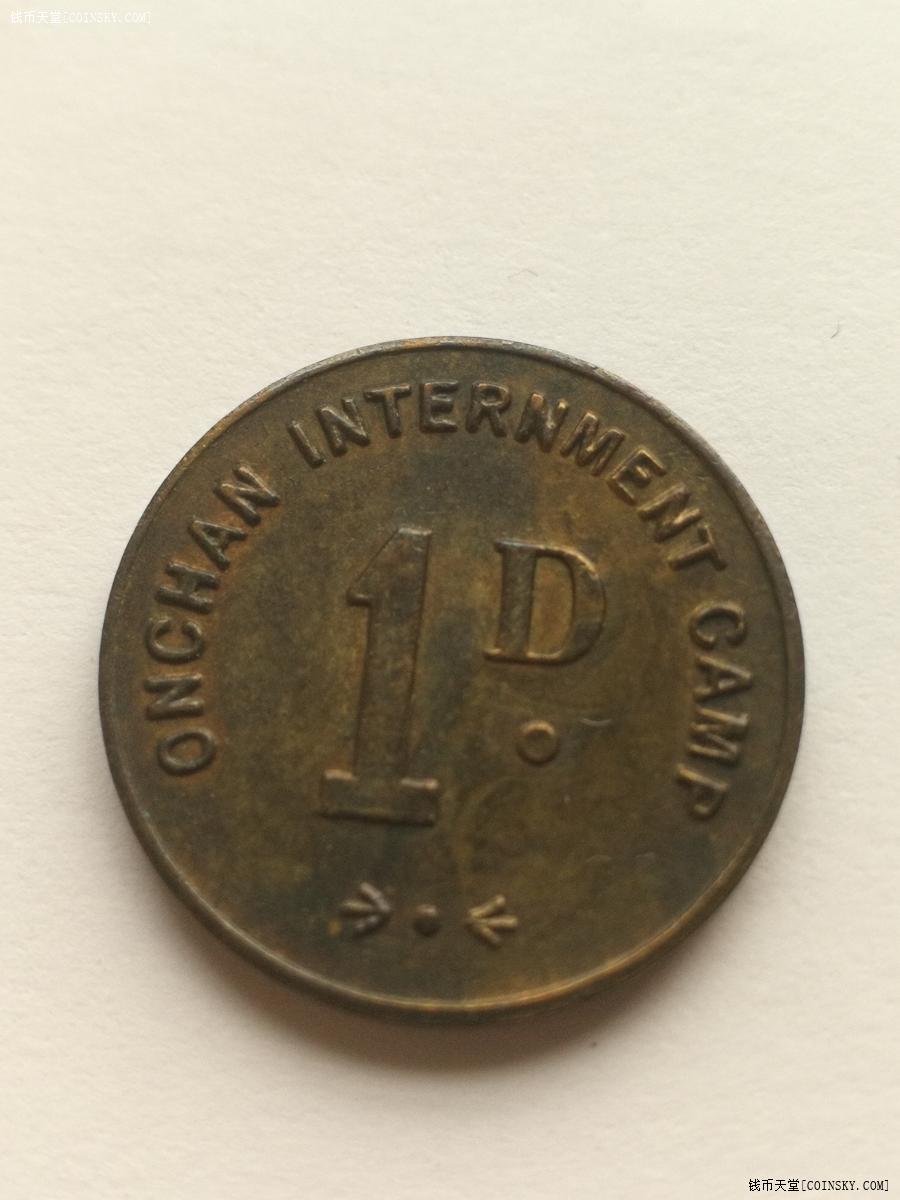 钱币天堂[COINSKY.COM]
ONCHAN INTERNMENT CAMP
1D.
钱币天堂[COINSKY.COM]